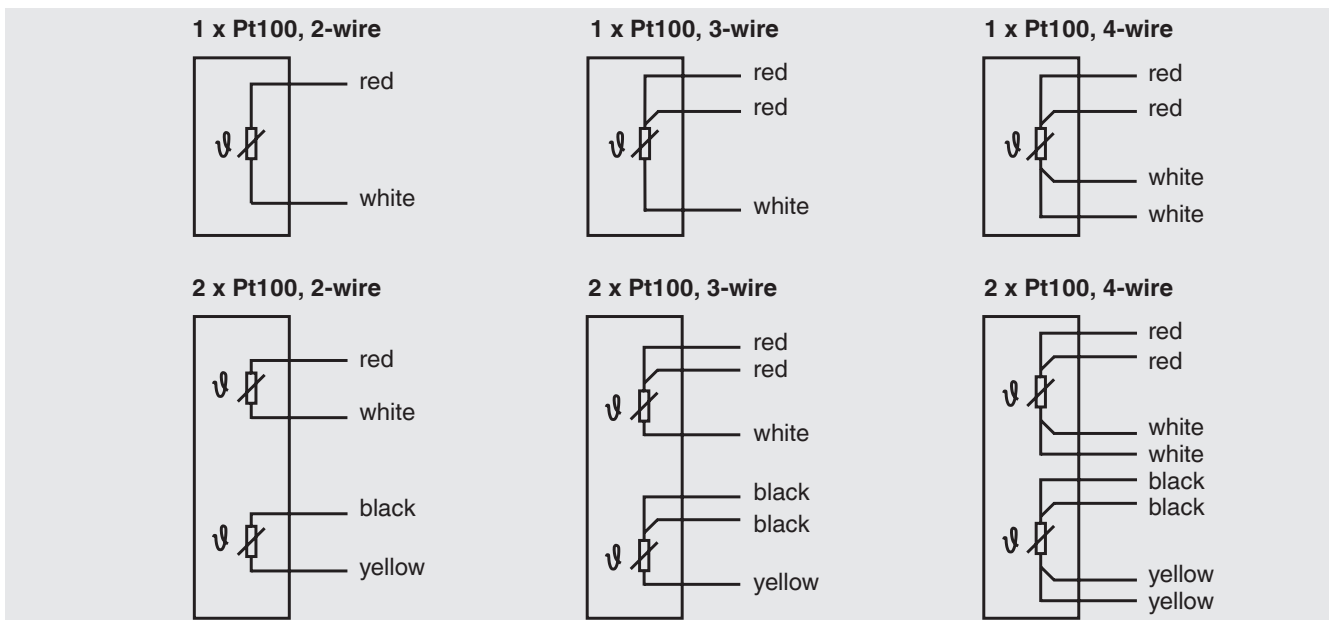 1 x Pt100, 2-wire
red
ϑ
white
1 x Pt100, 3-wire
red
red
ϑ
white
1 x Pt100, 4-wire
red
red
ϑ
white
white
2 x Pt100, 2-wire
red
ϑ
white
black
ϑ
yellow
2 x Pt100, 3-wire
red
red
ϑ
white
black
black
ϑ
yellow
2 x Pt100, 4-wire
red
red
ϑ
white
white
black
black
ϑ
yellow
yellow